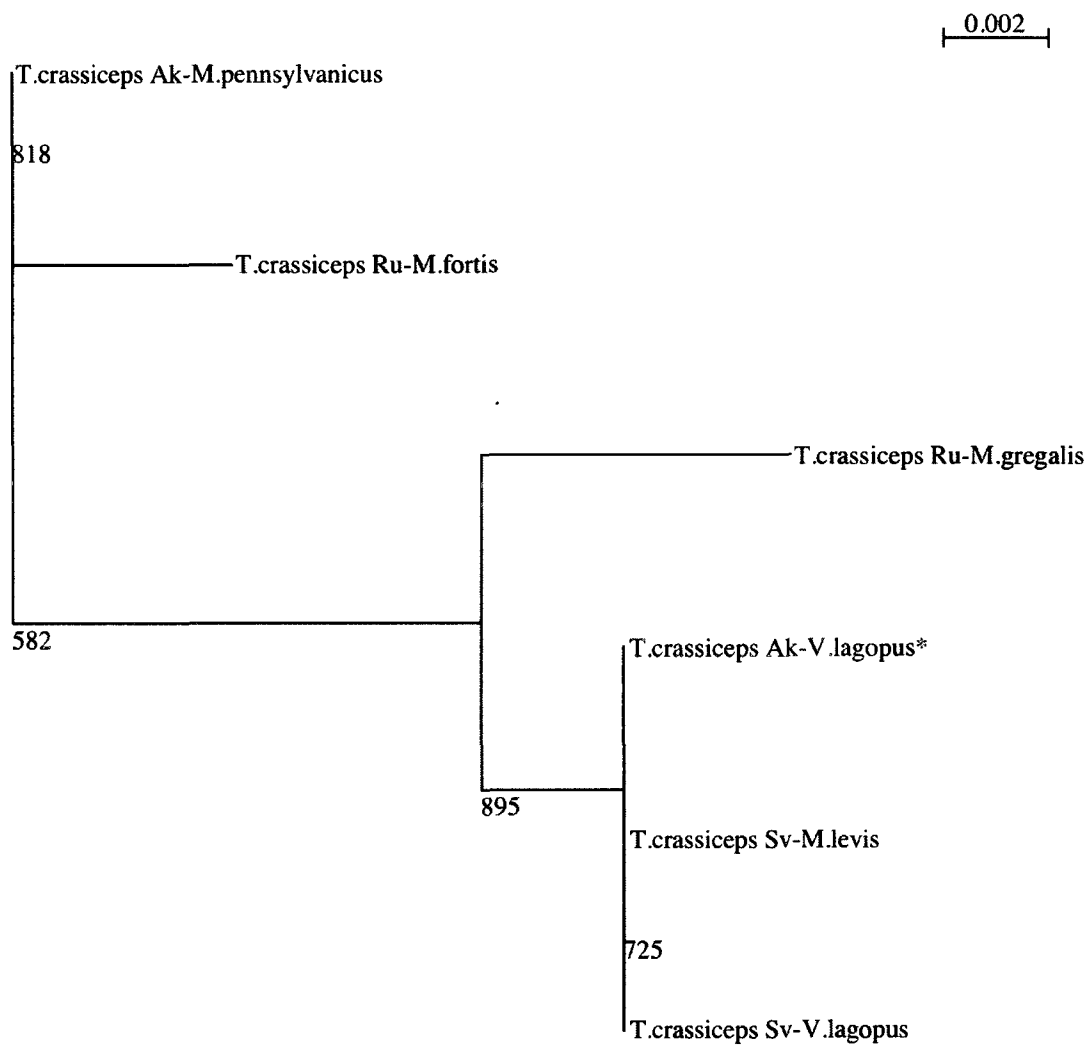 0.002
T.crassiceps Ak-M.pennsylvanicus
818
T.crassiceps Ru-M.fortis
T.crassiceps Ru-M.gregalis
582
T.crassiceps Ak-V.lagopus*
895
T.crassiceps Sv-M.levis
725
T.crassiceps Sv-V.lagopus